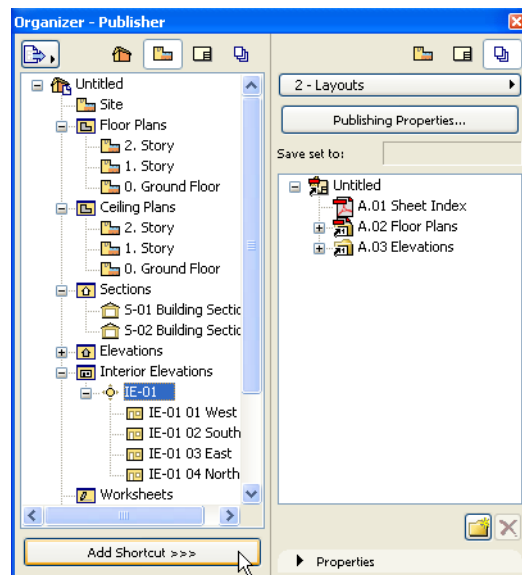 Organizer - Publisher
Untitled
Site
Floor Plans
2. Story
1. Story
0. Ground Floor
Ceiling Plans
2. Story
1. Story
0. Ground Floor
Sections
S-01 Building Sectic
S-02 Building Sectic
Elevations
Interior Elevations
IE-01
IE-01 01 West
IE-01 02 South
IE-01 03 East
IE-01 04 North
Worksheets
Add Shortcut >>>
2 - Layouts
Publishing Properties...
Save set to:
Untitled
A.01 Sheet Index
A.02 Floor Plans
A.03 Elevations
Properties